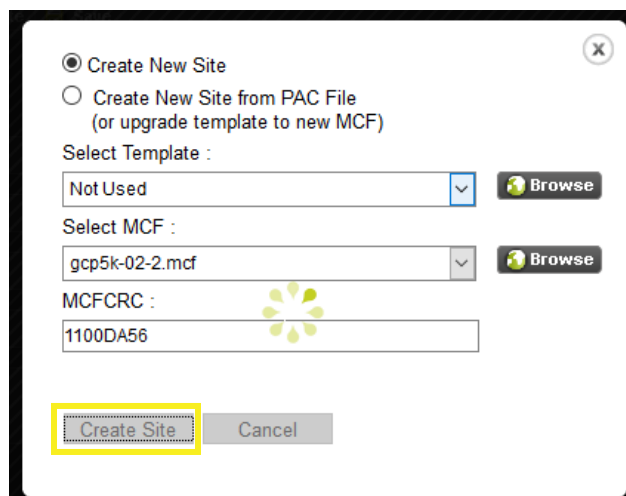 x
Create New Site
Create New Site from PAC File
(or upgrade template to new MCF)
Select Template :
Not Used
Browse
Select MCF :
gcp5k-02-2.mcf
Browse
MCFCRC :
1100DA56
Create Site Cancel